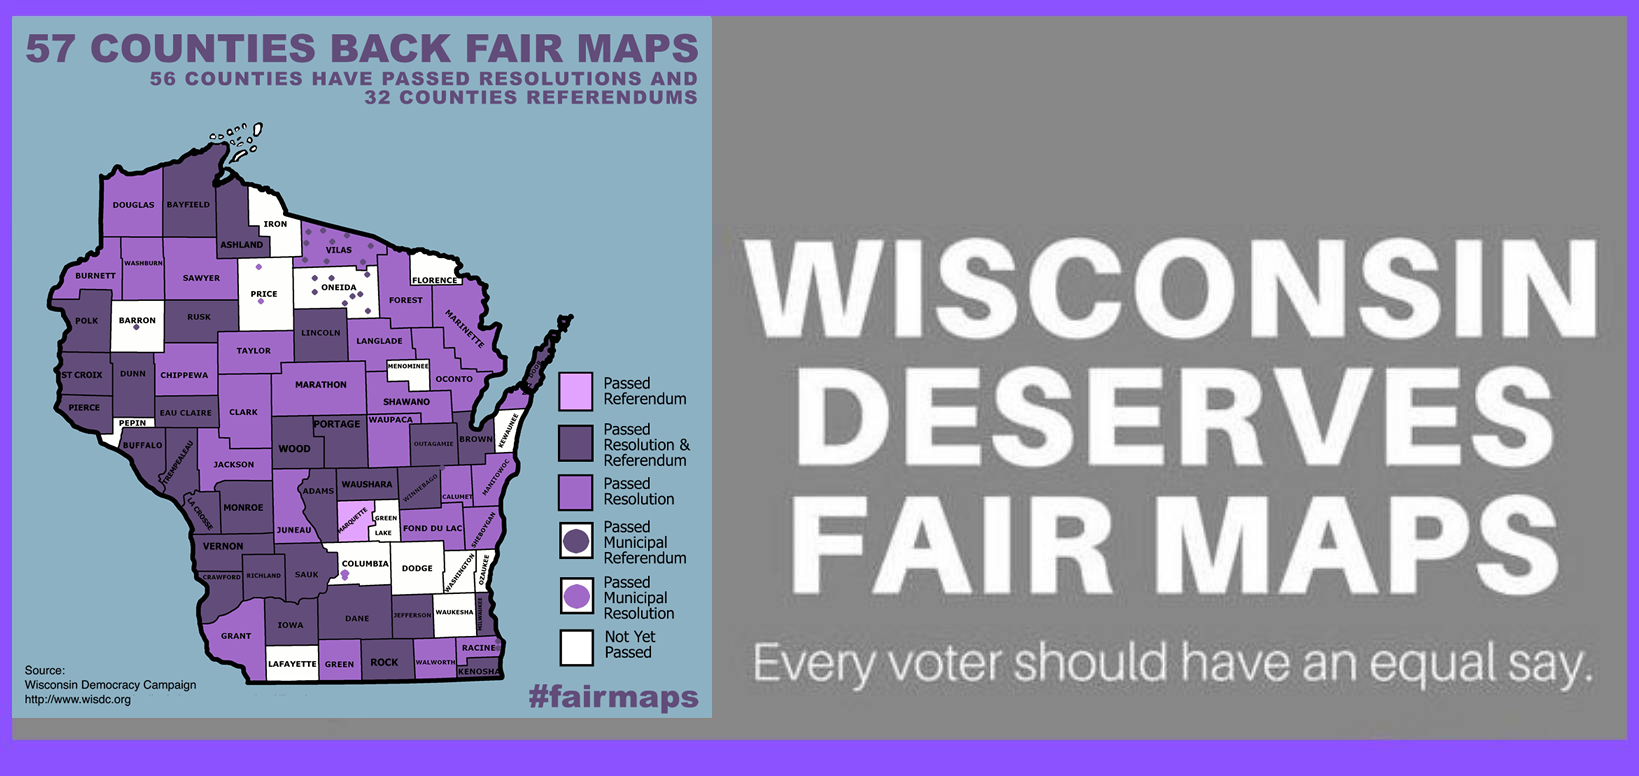 57 COUNTIES BACK FAIR MAPS
56 COUNTIES HAVE PASSED RESOLUTIONS AND
32 COUNTIES REFERENDUMS
DOUGLAS
BAYFIELD
ASHLAND
IRON
VILAS
BURNETT
WASHBURN
SAWYER
PRICE
ONEIDA
FLORENCE
FOREST
MARINETTE
POLK
BARRON
RUSK
LINCOLN
LANGLADE
TAYLOR
ST CROIX
DUNN
CHIPPEWA
MARATHON
MENOMINEE
OCONTO
DOOR
PIERCE
PEPIN
EAU CLAIRE
CLARK
SHAWANO
BUFFALO
TREMPEALEAU
JACKSON
WOOD
PORTAGE
WAUPACA
OUTAGAMIE
BROWN
KEWAUNEE
LA CROSSE
MONROE
JUNEAU
ADAMS
WAUSHARA
WINNEBAGO
CALUMET
MANITOWOC
MARQUETTE
GREEN
LAKE
FOND DU LAC
SHEBOYGAN
VERNON
CRAWFORD
RICHLAND
SAUK
COLUMBIA
DODGE
WASHINGTON
OZAUKEE
GRANT
IOWA
DANE
JEFFERSON
WAUKESHA
MILWAUKEE
LAFAYETTE
GREEN
ROCK
WALWORTH
RACINE
KENOSHA
Passed
Referendum
Passed
Resolution &
Referendum
Passed
Resolution
Passed
Municipal
Referendum
Passed
Municipal
Resolution
Not Yet
Passed
Source:
Wisconsin Democracy Campaign
http://www.wisdc.org
#fairmaps
WISCONSIN
DESERVES
FAIR MAPS
Every voter should have an equal say.